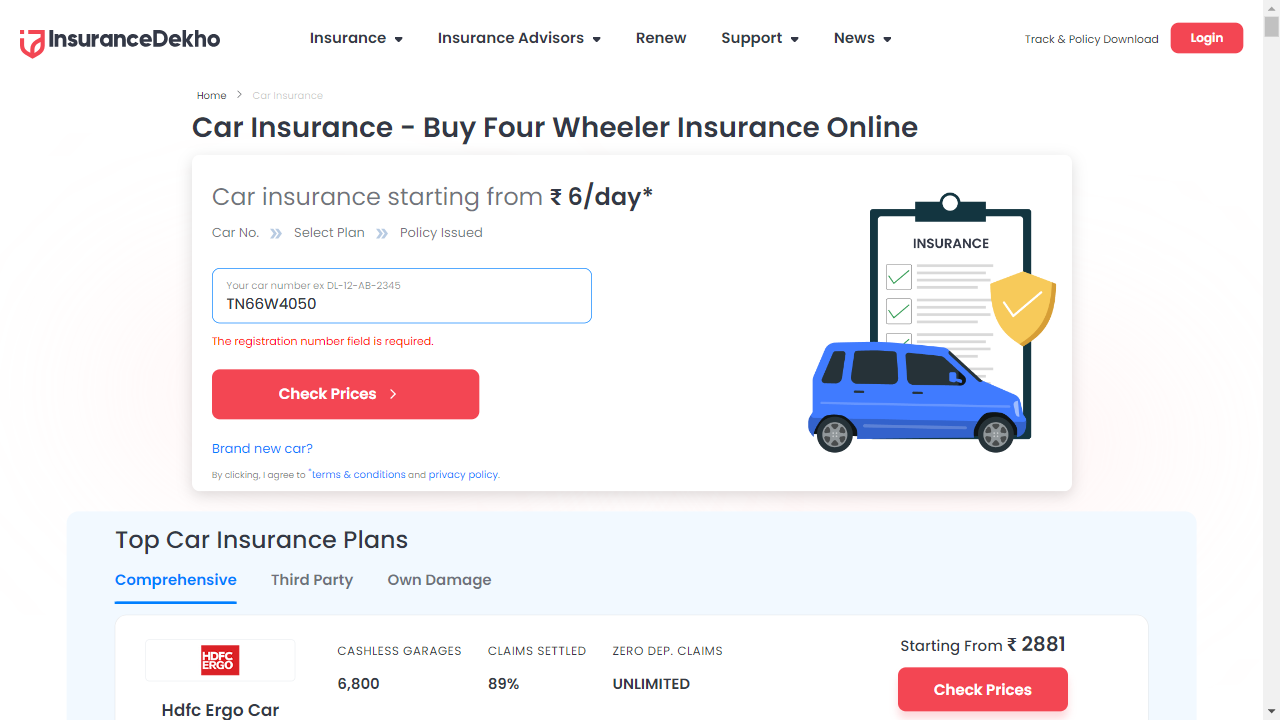 InsuranceDekho
Insurance Insurance Advisors Renew Support News Track & Policy Download Login
Home > Car Insurance
Car Insurance - Buy Four Wheeler Insurance Online
Car insurance starting from ₹ 6/day*
Car No. » Select Plan » Policy Issued
Your car number ex DL-12-AB-2345
TN66W4050
The registration number field is required.
Check Prices >
Brand new car?
By clicking, I agree to *terms & conditions and privacy policy.
INSURANCE
Top Car Insurance Plans
Comprehensive Third Party Own Damage
HDFC
ERGO
Hdfc Ergo Car
CASHLESS GARAGES CLAIMS SETTLED ZERO DEP. CLAIMS
6,800 89% UNLIMITED
Starting From ₹ 2881
Check Prices